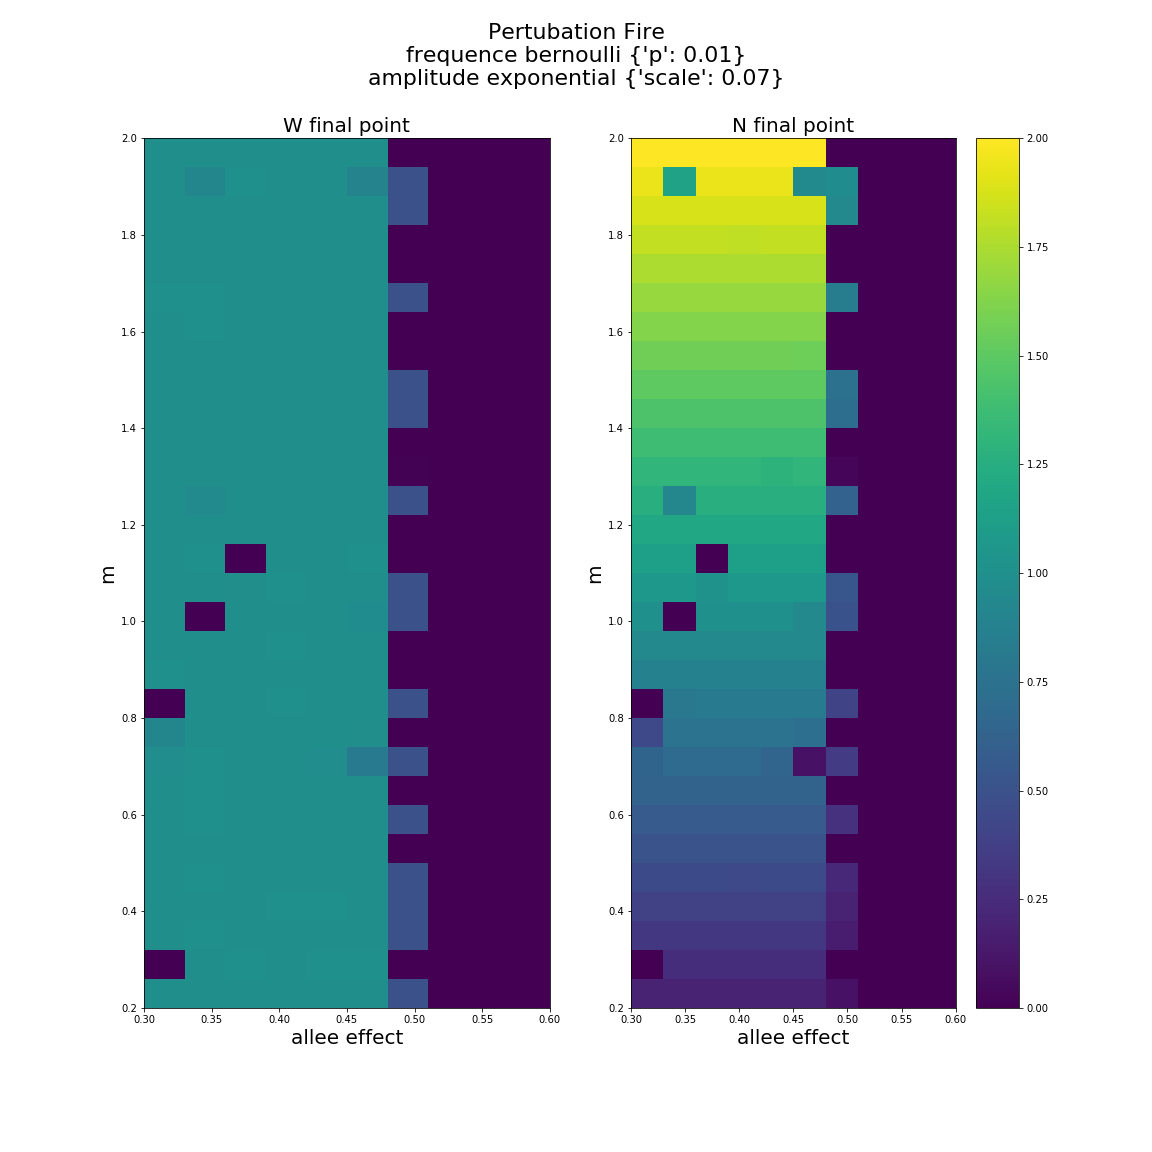 Pertubation Fire
frequence bernoulli {'p': 0.01}
amplitude exponential {'scale': 0.07}
W final point
2.0
1.8
1.6
1.4
1.2
1.0
0.8
0.6
0.4
0.2
m
0.30 0.35 0.40 0.45 0.50 0.55 0.60
allee effect
N final point
2.0
1.8
1.6
1.4
1.2
1.0
0.8
0.6
0.4
0.2
m
0.30 0.35 0.40 0.45 0.50 0.55 0.60
allee effect
2.00
1.75
1.50
1.25
1.00
0.75
0.50
0.25
0.00